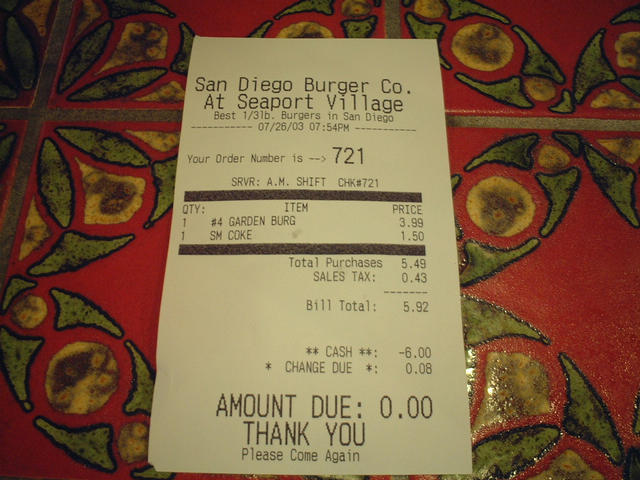 San Diego Burger Co.
At Seaport Village
Best 1/3lb. Burgers in San Diego
----------- 07/26/03 07:54PM -----------
Your Order Number is --> 721
SRVR: A.M. SHIFT CHK#721
QTY: ITEM PRICE
1 #4 GARDEN BURG 3.99
1 SM COKE 1.50
Total Purchases 5.49
SALES TAX: 0.43
-------
Bill Total: 5.92
** CASH **: -6.00
* CHANGE DUE *: 0.08
AMOUNT DUE: 0.00
THANK YOU
Please Come Again